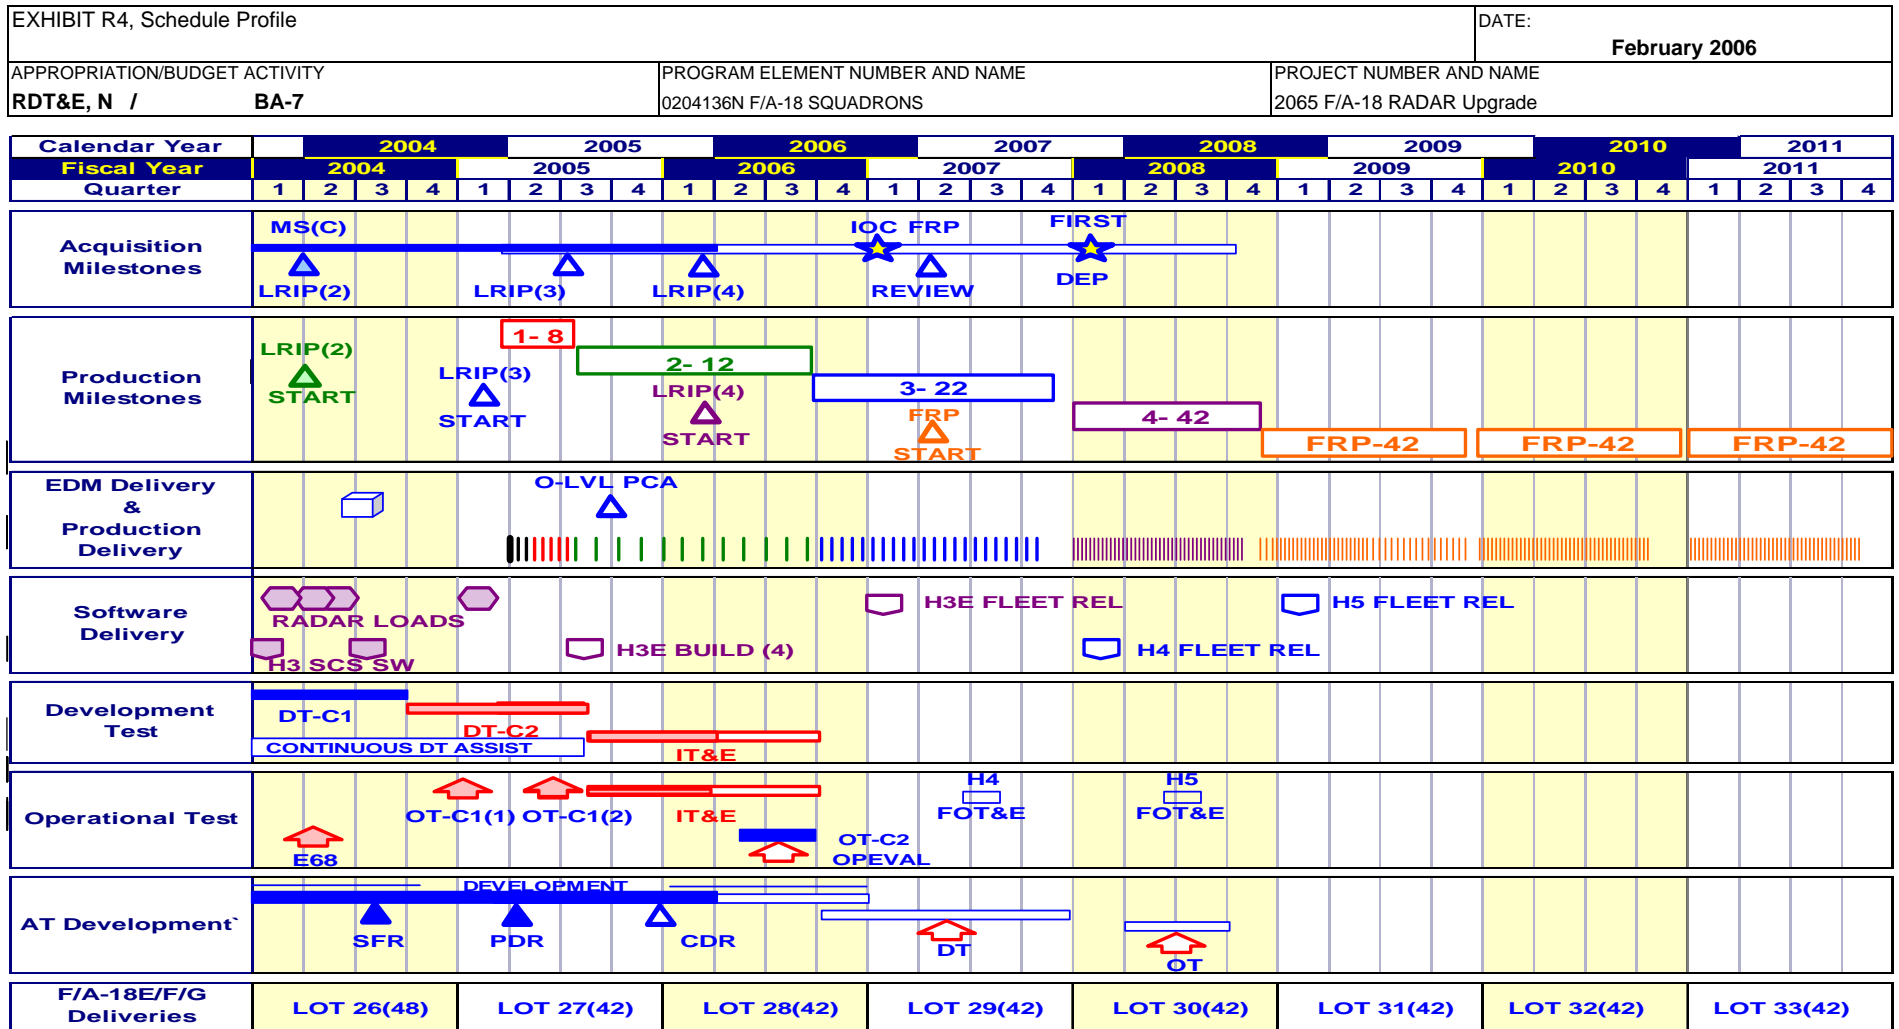 EXHIBIT R4, Schedule Profile
DATE:
February 2006
APPROPRIATION/BUDGET ACTIVITY
PROGRAM ELEMENT NUMBER AND NAME
PROJECT NUMBER AND NAME
RDT&E, N / BA-7
0204136N F/A-18 SQUADRONS
2065 F/A-18 RADAR Upgrade
Calendar Year 2004 2005 2006 2007 2008 2009 2010 2011
Fiscal Year 2004 2005 2006 2007 2008 2009 2010 2011
Quarter 1 2 3 4 1 2 3 4 1 2 3 4 1 2 3 4 1 2 3 4 1 2 3 4 1 2 3 4 1 2 3 4
Acquisition
Milestones
MS(C) IOC FRP FIRST
DEP
LRIP(2) LRIP(3) LRIP(4) REVIEW
Production
Milestones
1- 8
LRIP(2) 2- 12
LRIP(3) LRIP(4) 3- 22
START START FRP 4- 42
START START FRP-42 FRP-42 FRP-42
EDM Delivery
&
Production
Delivery
O-LVL PCA
Software
Delivery
RADAR LOADS H3E FLEET REL H5 FLEET REL
H3 SCS SW H3E BUILD (4) H4 FLEET REL
Development
Test
DT-C1 DT-C2
CONTINUOUS DT ASSIST IT&E
Operational Test
H4 H5
OT-C1(1) OT-C1(2) IT&E FOT&E FOT&E
E68 OT-C2
OPEVAL
AT Development`
DEVELOPMENT
SFR PDR CDR DT OT
F/A-18E/F/G
Deliveries
LOT 26(48) LOT 27(42) LOT 28(42) LOT 29(42) LOT 30(42) LOT 31(42) LOT 32(42) LOT 33(42)